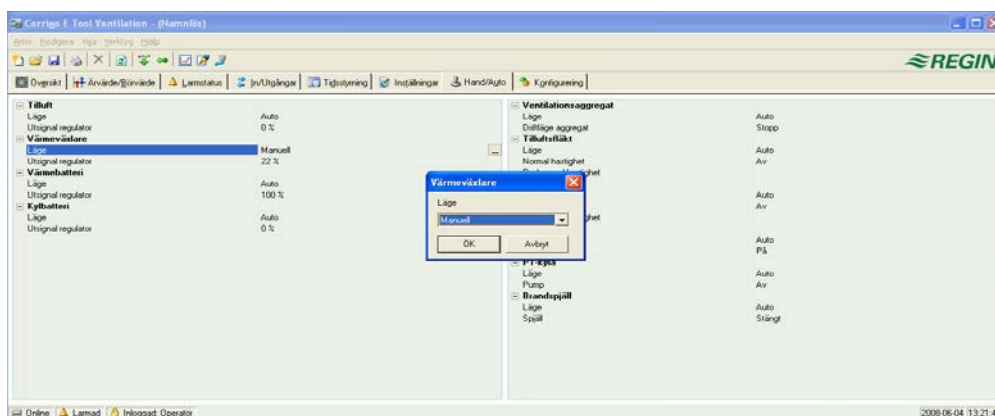 Corrigo E Tool Ventilation - (Namnlös)
Arkiv Redigera Visa Verktyg Hjälp
REGIN
Översikt Ärvärde/Börvärde Larmstatus In/Utgångar Tidsstyrning Inställningar Hand/Auto Konfigurering
Tilluft
Läge Auto
Utsignal regulator 0 %
Värmeväxlare
Läge Manuell ...
Utsignal regulator 22 %
Värmebatteri
Läge Auto
Utsignal regulator 100 %
Kylbatteri
Läge Auto
Utsignal regulator 0 %
Ventilationsaggregat
Läge Auto
Driftläge aggregat Stopp
Tilluftsfläkt
Läge Auto
Normal hastighet Av
Auto
Av
Auto
På
PT-kyla
Läge Auto
Pump Av
Brandspjäll
Läge Auto
Spjäll Stängt
Värmeväxlare
Läge
Manuell
OK Avbryt
Online Larmad Inloggad: Operator 2008-06-04 13:21:4